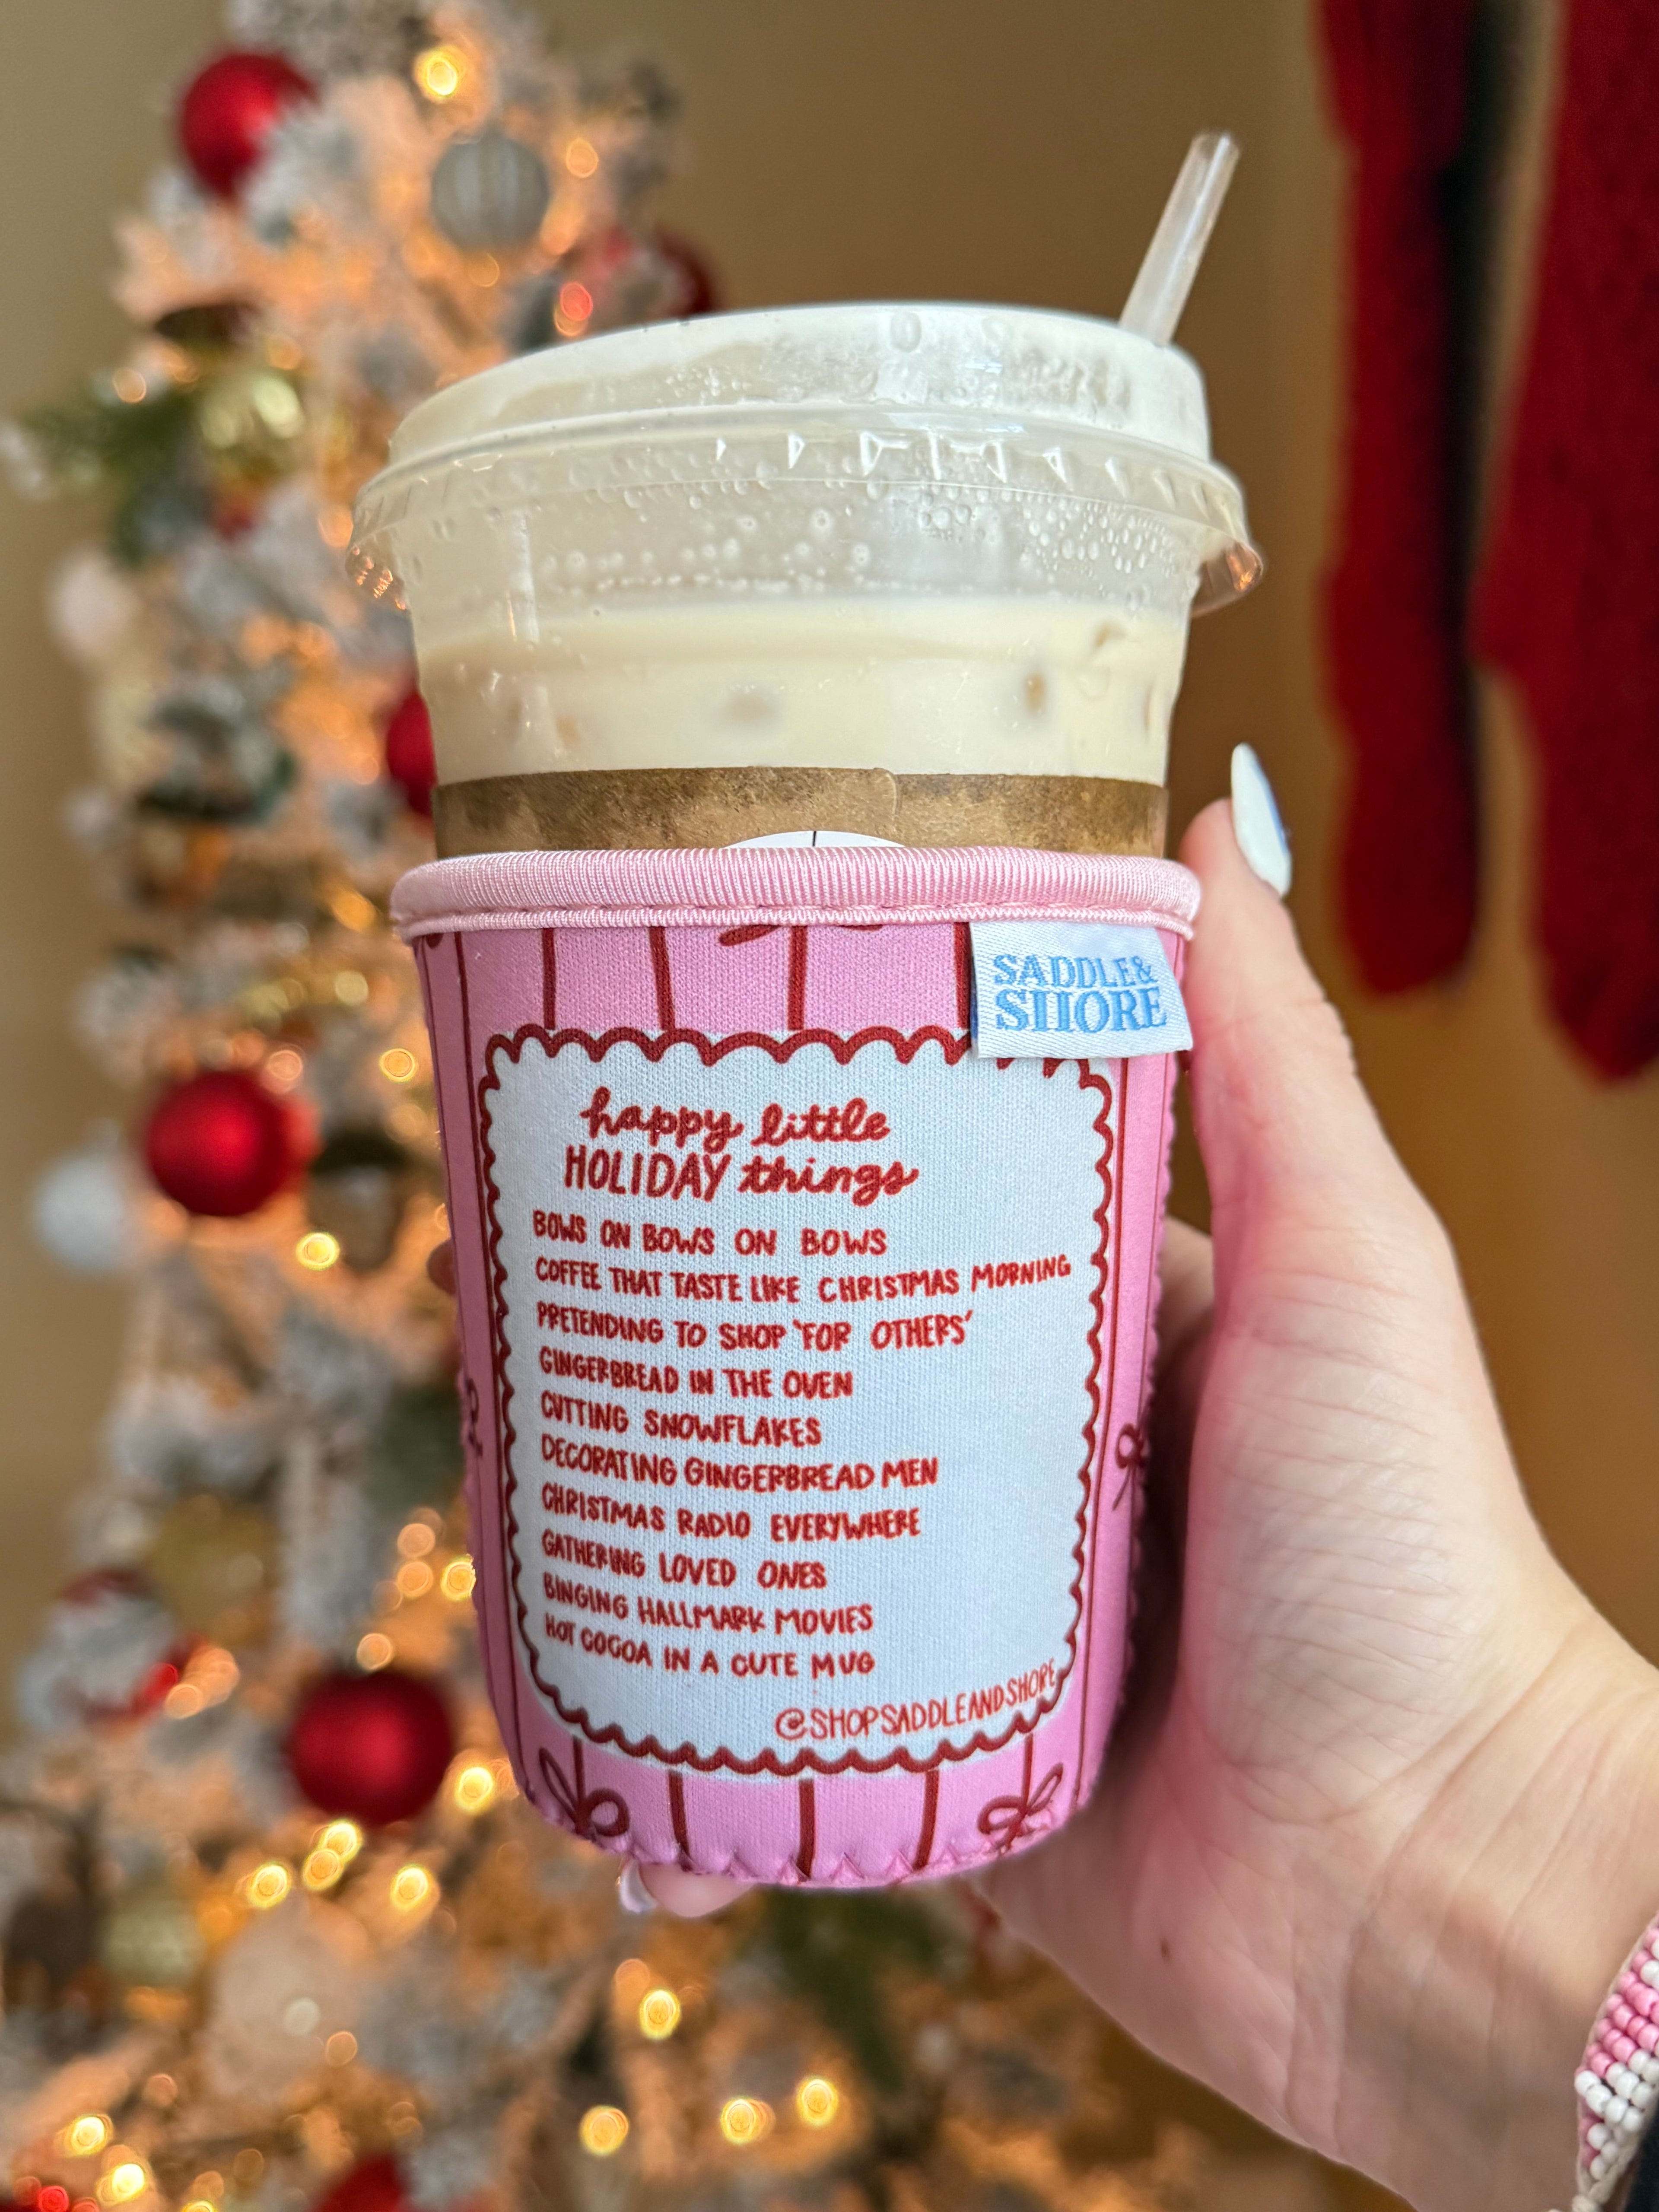 SADDLE&
SHORE
happy little
HOLIDAY things
BOWS ON BOWS ON BOWS
COFFEE THAT TASTE LIKE CHRISTMAS MORNING
PRETENDING TO SHOP 'FOR OTHERS'
GINGERBREAD IN THE OVEN
CUTTING SNOWFLAKES
DECORATING GINGERBREAD MEN
CHRISTMAS RADIO EVERYWHERE
GATHERING LOVED ONES
BINGING HALLMARK MOVIES
HOT COCOA IN A CUTE MUG
@SHOPSADDLEANDSHORE